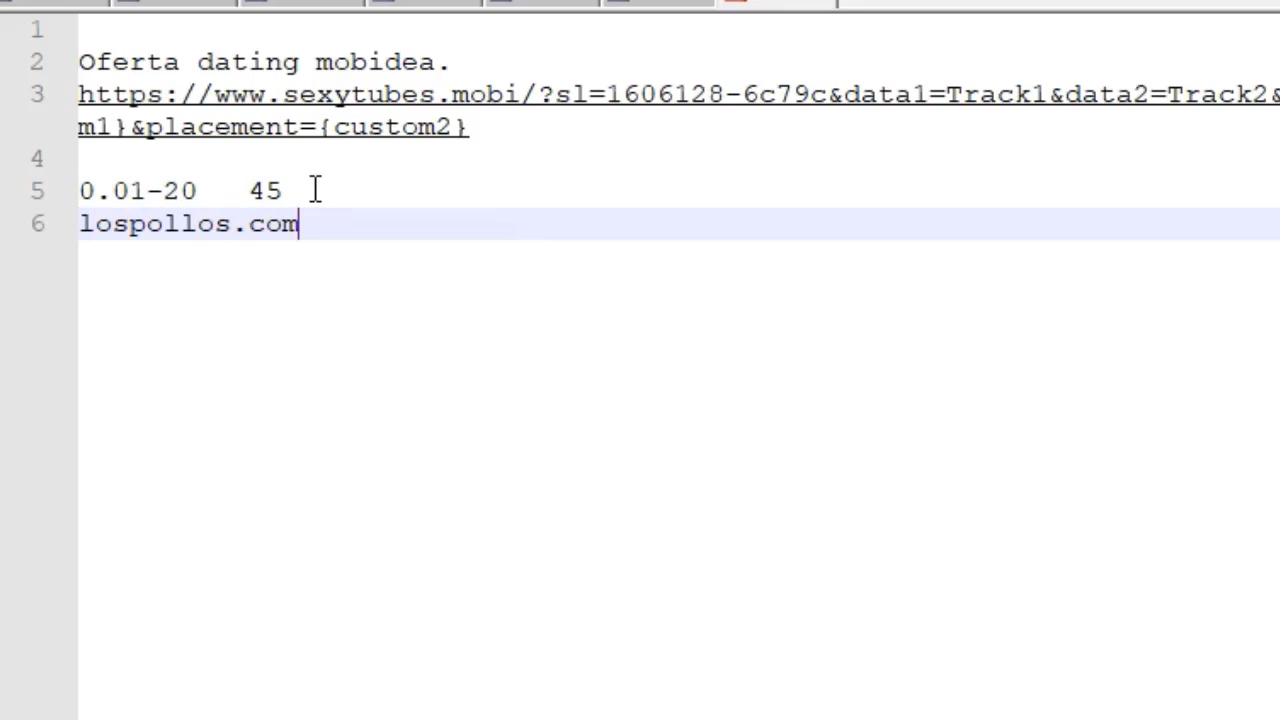 1
2 Oferta dating mobidea.
3 https://www.sexytubes.mobi/?sl=1606128-6c79c&data1=Track1&data2=Track2&
m1}&placement={custom2}
4
5 0.01-20   45
6 lospollos.com